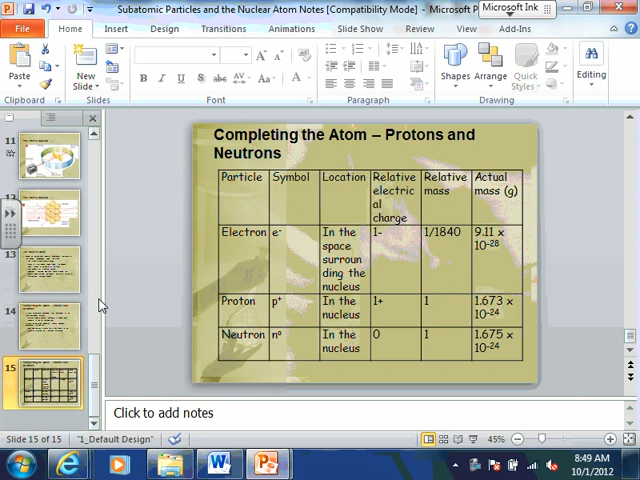 Subatomic Particles and the Nuclear Atom Notes [Compatibility Mode] - Microsoft P
Microsoft Ink
File Home Insert Design Transitions Animations Slide Show Review View Add-Ins
Paste
New
Slide
Shapes Arrange Quick
Styles
Editing
B I U S abc AV Aa A
Clipboard Slides Font Paragraph Drawing
11
12
13
14
15
Completing the Atom – Protons and
Neutrons
Particle Symbol Location Relative electric al charge Relative mass Actual mass (g)
Electron e- In the space surroun ding the nucleus 1- 1/1840 9.11 x 10-28
Proton p+ In the nucleus 1+ 1 1.673 x 10-24
Neutron n0 In the nucleus 0 1 1.675 x 10-24
Click to add notes
Slide 15 of 15 "1_Default Design" 45%
8:49 AM
10/1/2012